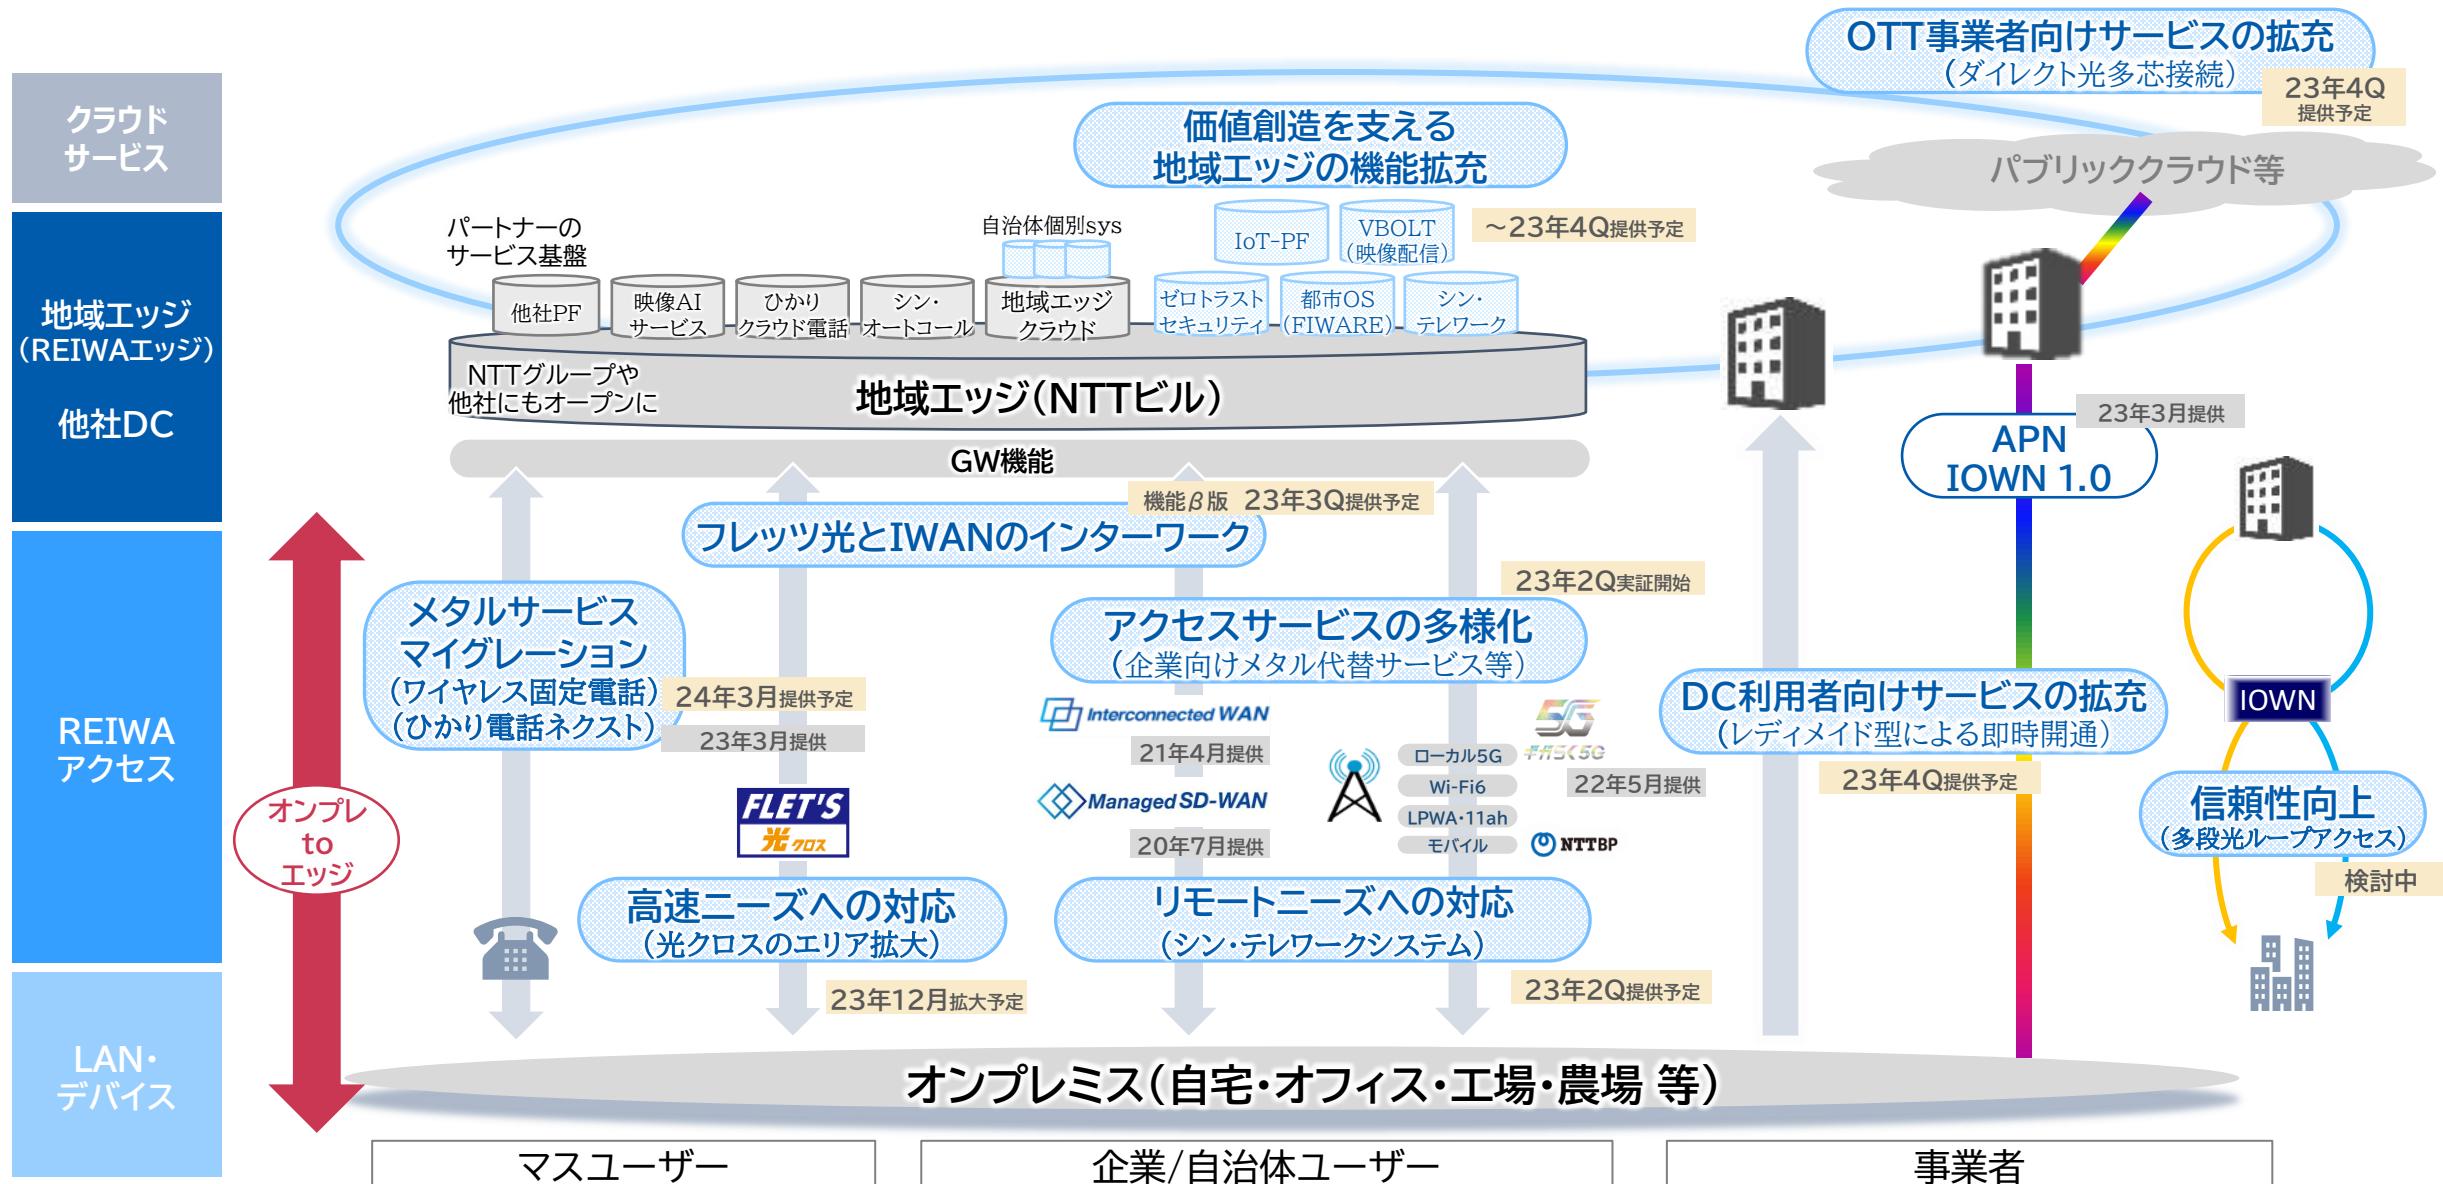 OTT事業者向けサービスの拡充
(ダイレクト光多芯接続)
23年4Q
提供予定
クラウド
サービス
価値創造を支える
地域エッジの機能拡充
パブリッククラウド等
地域エッジ
(REIWAエッジ)
他社DC
パートナーの
サービス基盤
自治体個別sys
IoT-PF
VBOLT
(映像配信)
～23年4Q提供予定
他社PF
映像AI
サービス
ひかり
クラウド電話
シン・
オートコール
地域エッジ
クラウド
ゼロトラスト
セキュリティ
都市OS
(FIWARE)
シン・
テレワーク
NTTグループや
他社にもオープンに
地域エッジ(NTTビル)
GW機能
23年3月提供
APN
IOWN 1.0
機能β版 23年3Q提供予定
フレッツ光とIWANのインターワーク
REIWA
アクセス
オンプレ
to
エッジ
メタルサービス
マイグレーション
(ワイヤレス固定電話)
(ひかり電話ネクスト)
24年3月提供予定
23年3月提供
23年2Q実証開始
アクセスサービスの多様化
(企業向けメタル代替サービス等)
Interconnected WAN
21年4月提供
Managed SD-WAN
20年7月提供
5G
ギガらく5G
22年5月提供
ローカル5G
Wi-Fi6
LPWA・11ah
モバイル
NTTBP
FLET'S
光クロス
DC利用者向けサービスの拡充
(レディメイド型による即時開通)
23年4Q提供予定
IOWN
信頼性向上
(多段光ループアクセス)
検討中
高速ニーズへの対応
(光クロスのエリア拡大)
23年12月拡大予定
リモートニーズへの対応
(シン・テレワークシステム)
23年2Q提供予定
LAN・
デバイス
オンプレミス(自宅・オフィス・工場・農場 等)
マスユーザー
企業/自治体ユーザー
事業者